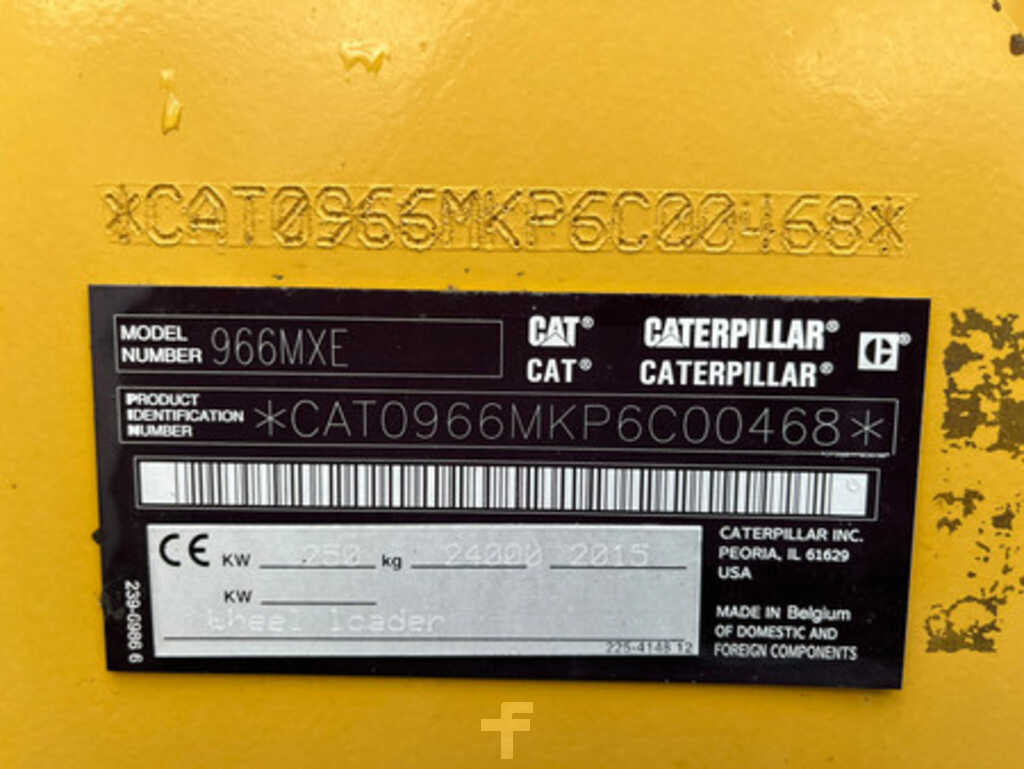 *CAT0966MKP6C00468*
MODEL
NUMBER 966MXE
CAT® CATERPILLAR®
CAT® CATERPILLAR®
PRODUCT
IDENTIFICATION
NUMBER *CAT0966MKP6C00468*
CE KW 250 kg 24000 2015
KW
Wheel loader
225-4148 12
239-0986 6
CATERPILLAR INC.
PEORIA, IL 61629
USA
MADE IN Belgium
OF DOMESTIC AND
FOREIGN COMPONENTS